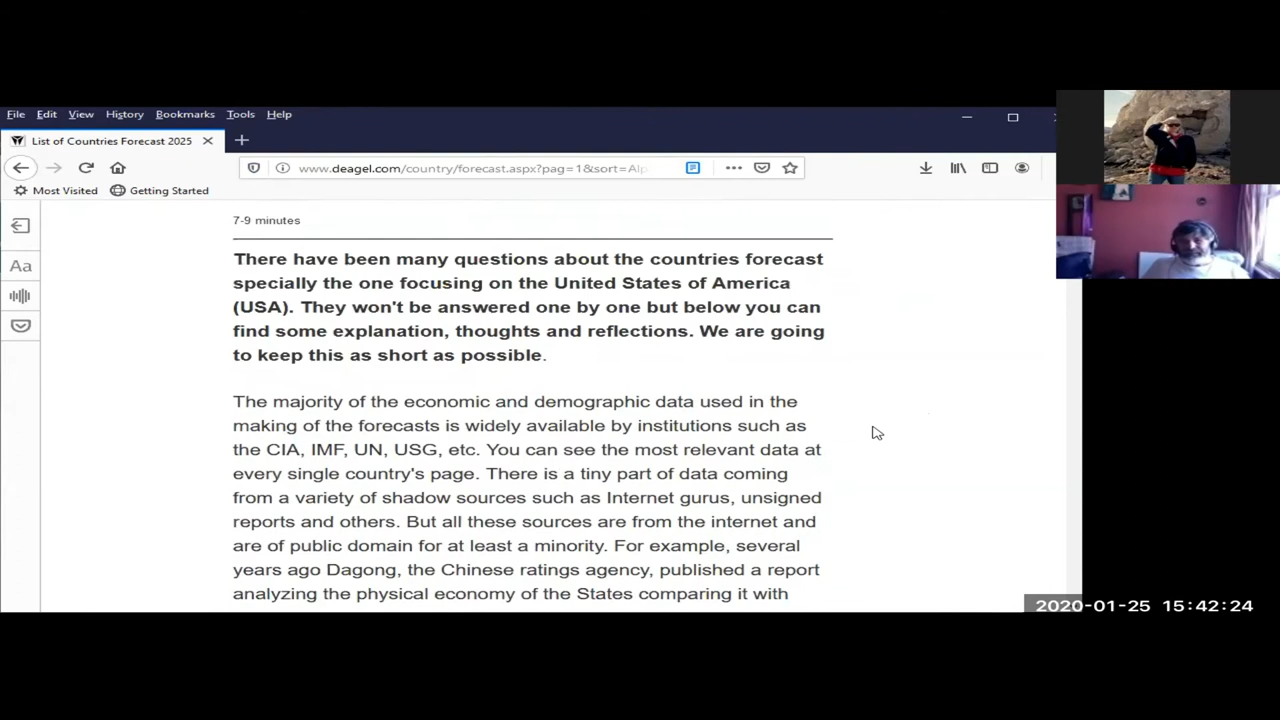 File Edit View History Bookmarks Tools Help
List of Countries Forecast 2025
www.deagel.com/country/forecast.aspx?pag=1&sort=Alp
Most Visited Getting Started
7-9 minutes
There have been many questions about the countries forecast
specially the one focusing on the United States of America
(USA). They won't be answered one by one but below you can
find some explanation, thoughts and reflections. We are going
to keep this as short as possible.
The majority of the economic and demographic data used in the
making of the forecasts is widely available by institutions such as
the CIA, IMF, UN, USG, etc. You can see the most relevant data at
every single country's page. There is a tiny part of data coming
from a variety of shadow sources such as Internet gurus, unsigned
reports and others. But all these sources are from the internet and
are of public domain for at least a minority. For example, several
years ago Dagong, the Chinese ratings agency, published a report
analyzing the physical economy of the States comparing it with
Aa
2020-01-25 15:42:24